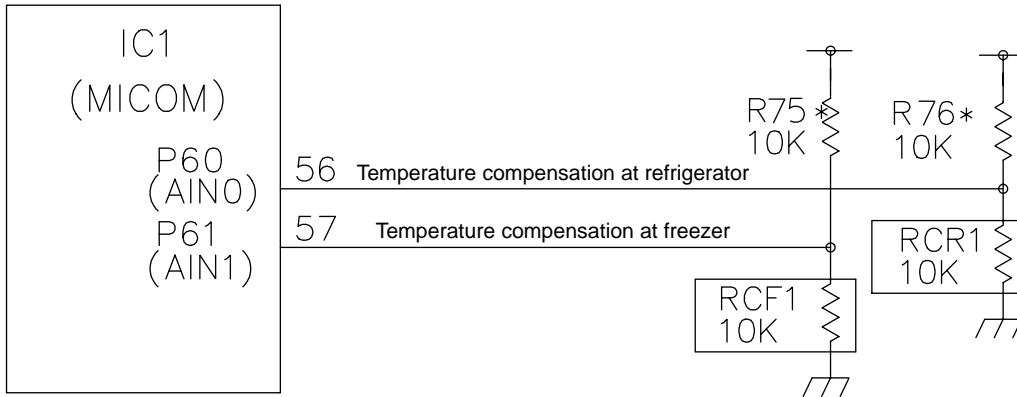 IC1
(MICOM)
R75*
10K
R76*
10K
P60
(AIN0)
56
Temperature compensation at refrigerator
P61
(AIN1)
57
Temperature compensation at freezer
RCF1
10K
RCR1
10K